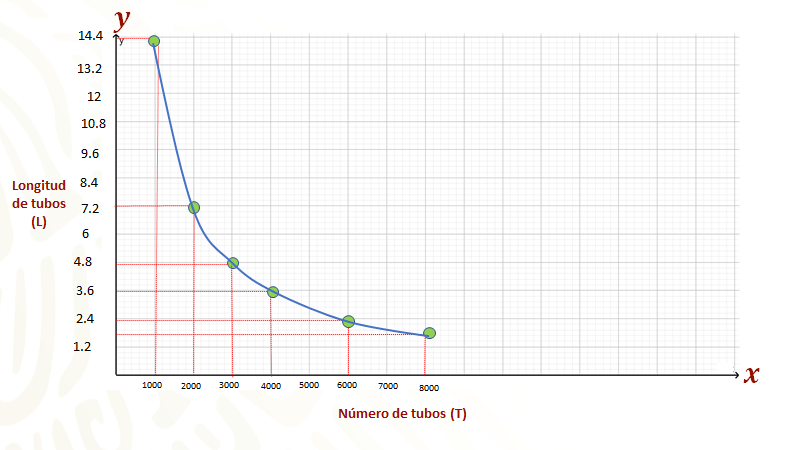 y
y
14.4
13.2
12
10.8
9.6
8.4
7.2
6
4.8
3.6
2.4
1.2
Longitud
de tubos
(L)
1000 2000 3000 4000 5000 6000 7000 8000
x
Número de tubos (T)